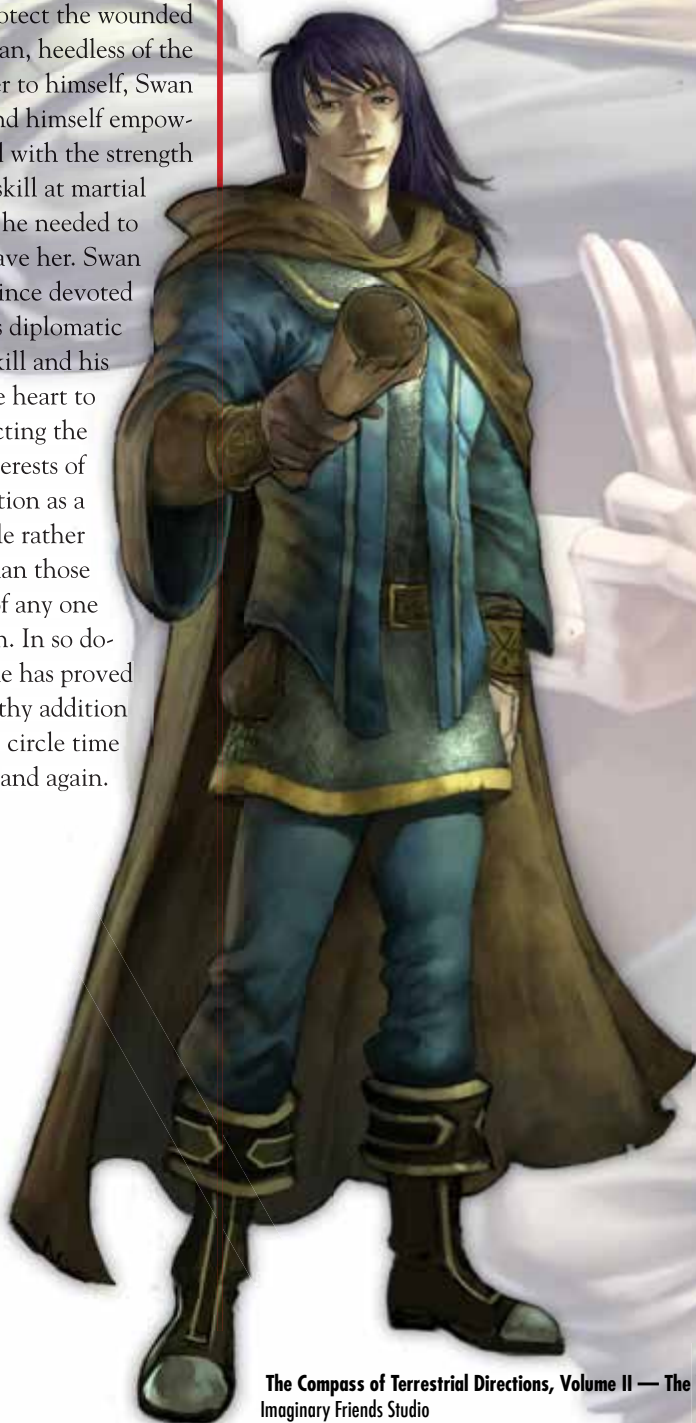 otect the wounded
an, heedless of the
er to himself, Swan
nd himself empow-
l with the strength
skill at martial
he needed to
ave her. Swan
ince devoted
s diplomatic
kill and his
e heart to
cting the
erests of
tion as a
le rather
an those
of any one
n. In so do-
e has proved
thy addition
circle time
and again.
The Compass of Terrestrial Directions, Volume II — The
Imaginary Friends Studio